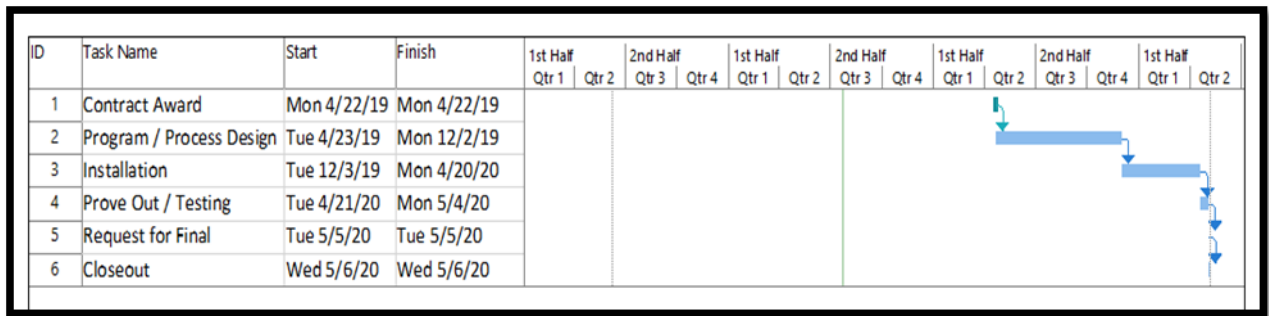 ID Task Name Start Finish 1st Half 2nd Half 1st Half 2nd Half 1st Half 2nd Half 1st Half
Qtr 1 Qtr 2 Qtr 3 Qtr 4 Qtr 1 Qtr 2 Qtr 3 Qtr 4 Qtr 1 Qtr 2 Qtr 3 Qtr 4 Qtr 1 Qtr 2
1 Contract Award Mon 4/22/19 Mon 4/22/19
2 Program / Process Design Tue 4/23/19 Mon 12/2/19
3 Installation Tue 12/3/19 Mon 4/20/20
4 Prove Out / Testing Tue 4/21/20 Mon 5/4/20
5 Request for Final Tue 5/5/20 Tue 5/5/20
6 Closeout Wed 5/6/20 Wed 5/6/20